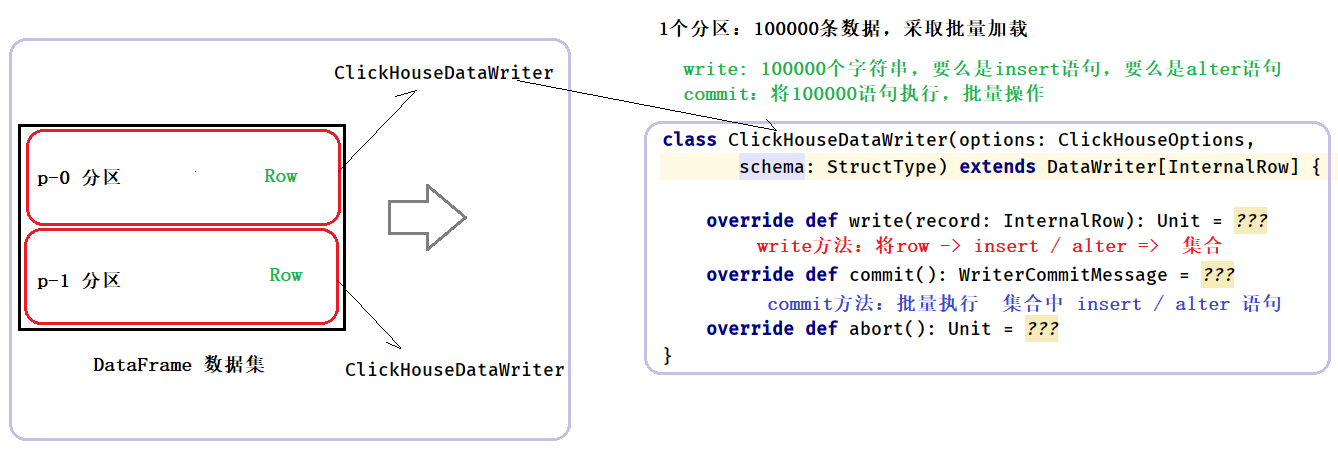 ClickHouseDataWriter
p-0 分区 Row
p-1 分区 Row
DataFrame 数据集
ClickHouseDataWriter
1个分区：100000条数据，采取批量加载
write: 100000个字符串，要么是insert语句，要么是alter语句
commit：将100000语句执行，批量操作
class ClickHouseDataWriter(options: ClickHouseOptions,
schema: StructType) extends DataWriter[InternalRow] {
override def write(record: InternalRow): Unit = ???
write方法：将row -> insert / alter => 集合
override def commit(): WriterCommitMessage = ???
commit方法：批量执行 集合中 insert / alter 语句
override def abort(): Unit = ???
}